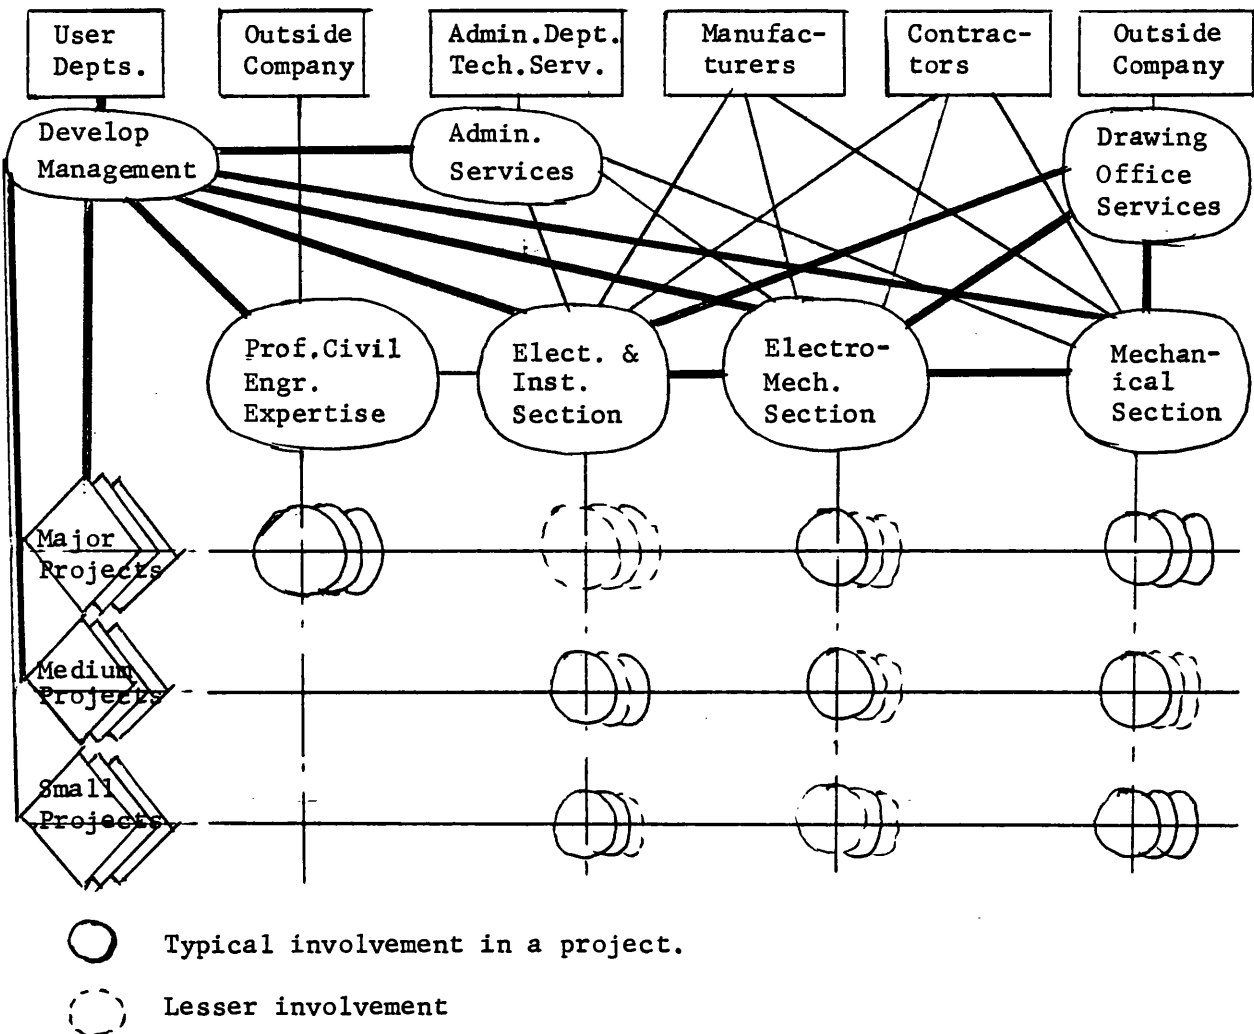 User
Depts.
Outside
Company
Admin.Dept.
Tech.Serv.
Manufac-
turers
Contrac-
tors
Outside
Company
Develop
Management
Admin.
Services
Drawing
Office
Services
Prof.Civil
Engr.
Expertise
Elect. &
Inst.
Section
Electro-
Mech.
Section
Mechan-
ical
Section
Major
Projects
Medium
Projects
Small
Projects
Typical involvement in a project.
Lesser involvement